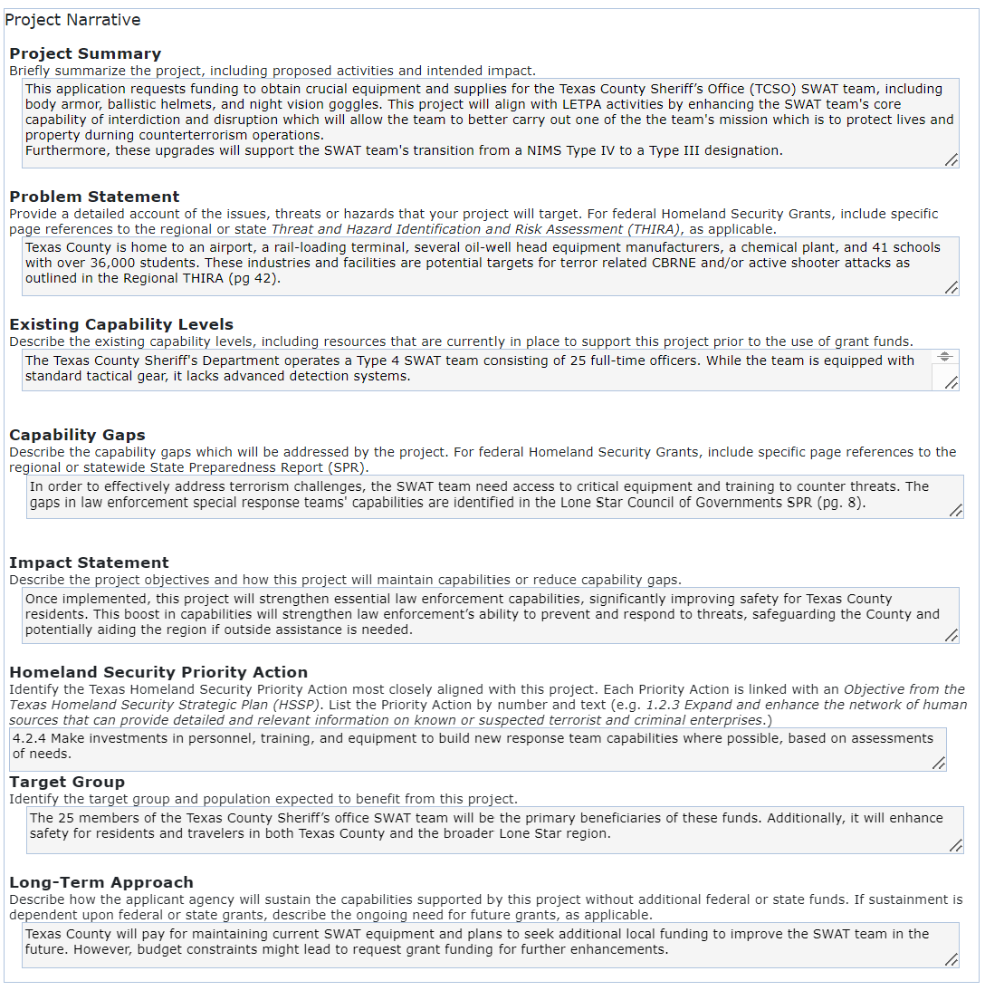 Project Narrative
Project Summary
Briefly summarize the project, including proposed activities and intended impact.
This application requests funding to obtain crucial equipment and supplies for the Texas County Sheriff's Office (TCSO) SWAT team, including
body armor, ballistic helmets, and night vision goggles. This project will align with LETPA activities by enhancing the SWAT team's core
capability of interdiction and disruption which will allow the team to better carry out one of the the team's mission which is to protect lives and
property durning counterterrorism operations.
Furthermore, these upgrades will support the SWAT team's transition from a NIMS Type IV to a Type III designation.
Problem Statement
Provide a detailed account of the issues, threats or hazards that your project will target. For federal Homeland Security Grants, include specific
page references to the regional or state Threat and Hazard Identification and Risk Assessment (THIRA), as applicable.
Texas County is home to an airport, a rail-loading terminal, several oil-well head equipment manufacturers, a chemical plant, and 41 schools
with over 36,000 students. These industries and facilities are potential targets for terror related CBRNE and/or active shooter attacks as
outlined in the Regional THIRA (pg 42).
Existing Capability Levels
Describe the existing capability levels, including resources that are currently in place to support this project prior to the use of grant funds.
The Texas County Sheriff's Department operates a Type 4 SWAT team consisting of 25 full-time officers. While the team is equipped with
standard tactical gear, it lacks advanced detection systems.
Capability Gaps
Describe the capability gaps which will be addressed by the project. For federal Homeland Security Grants, include specific page references to the
regional or statewide State Preparedness Report (SPR).
In order to effectively address terrorism challenges, the SWAT team need access to critical equipment and training to counter threats. The
gaps in law enforcement special response teams' capabilities are identified in the Lone Star Council of Governments SPR (pg. 8).
Impact Statement
Describe the project objectives and how this project will maintain capabilities or reduce capability gaps.
Once implemented, this project will strengthen essential law enforcement capabilities, significantly improving safety for Texas County
residents. This boost in capabilities will strengthen law enforcement's ability to prevent and respond to threats, safeguarding the County and
potentially aiding the region if outside assistance is needed.
Homeland Security Priority Action
Identify the Texas Homeland Security Priority Action most closely aligned with this project. Each Priority Action is linked with an Objective from the
Texas Homeland Security Strategic Plan (HSSP). List the Priority Action by number and text (e.g. 1.2.3 Expand and enhance the network of human
sources that can provide detailed and relevant information on known or suspected terrorist and criminal enterprises.)
4.2.4 Make investments in personnel, training, and equipment to build new response team capabilities where possible, based on assessments
of needs.
Target Group
Identify the target group and population expected to benefit from this project.
The 25 members of the Texas County Sheriff's office SWAT team will be the primary beneficiaries of these funds. Additionally, it will enhance
safety for residents and travelers in both Texas County and the broader Lone Star region.
Long-Term Approach
Describe how the applicant agency will sustain the capabilities supported by this project without additional federal or state funds. If sustainment is
dependent upon federal or state grants, describe the ongoing need for future grants, as applicable.
Texas County will pay for maintaining current SWAT equipment and plans to seek additional local funding to improve the SWAT team in the
future. However, budget constraints might lead to request grant funding for further enhancements.